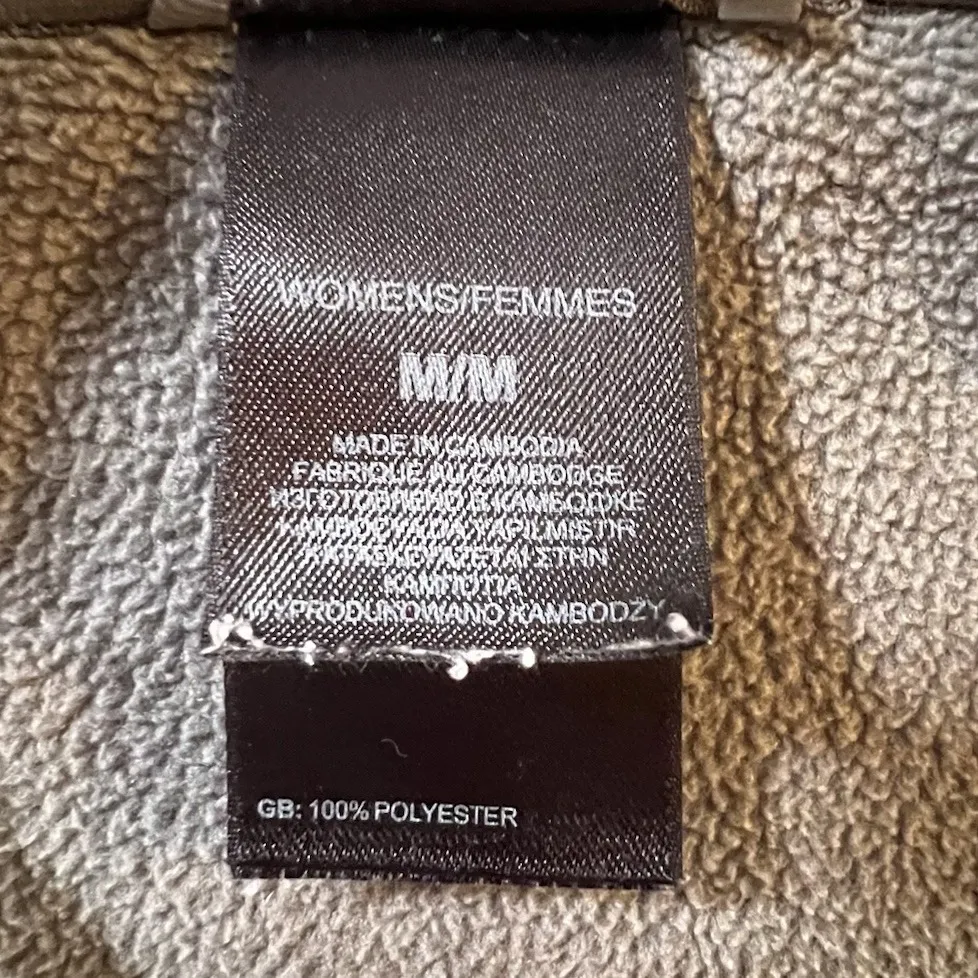 WOMENS/FEMMES
M/M
MADE IN CAMBODIA
FABRIQUE AU CAMBODGE
ИЗГОТОВЛЕНО В КАМБОДЖЕ
KAMBOÇYA'DA YAPILMIŞTIR
ΚΑΤΑΣΚΕΥΑΖΕΤΑΙ ΣΤΗΝ
ΚΑΜΠΟΤΙΑ
WYPRODUKOWANO KAMBODŻY
GB: 100% POLYESTER